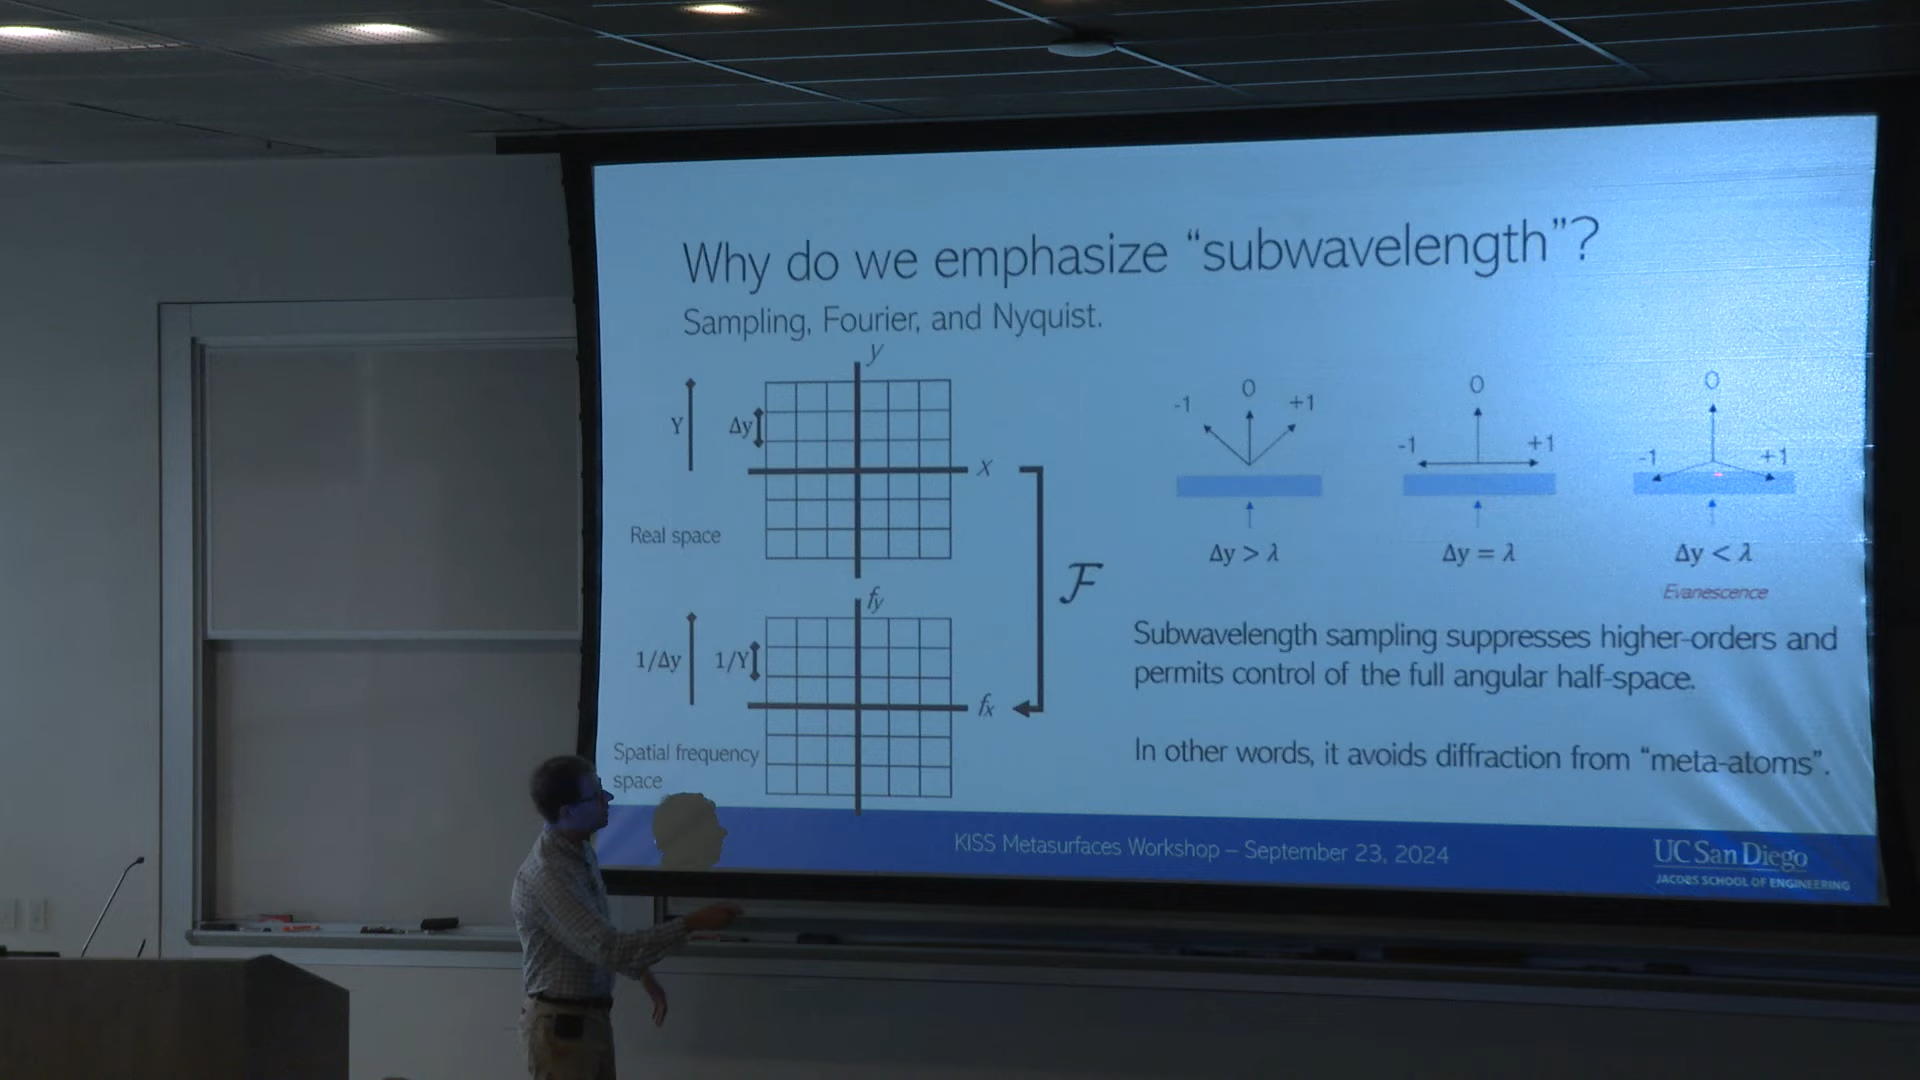 Why do we emphasize “subwavelength”?
Sampling, Fourier, and Nyquist.
y
Y
Δy
x
Real space
ℱ
fy
1/Δy
1/Y
fx
Spatial frequency
space
-1 0 +1
Δy > λ
-1 0 +1
Δy = λ
-1 0 +1
Δy < λ
Evanescence
Subwavelength sampling suppresses higher-orders and
permits control of the full angular half-space.
In other words, it avoids diffraction from “meta-atoms”.
KISS Metasurfaces Workshop – September 23, 2024
UC San Diego
JACOBS SCHOOL OF ENGINEERING